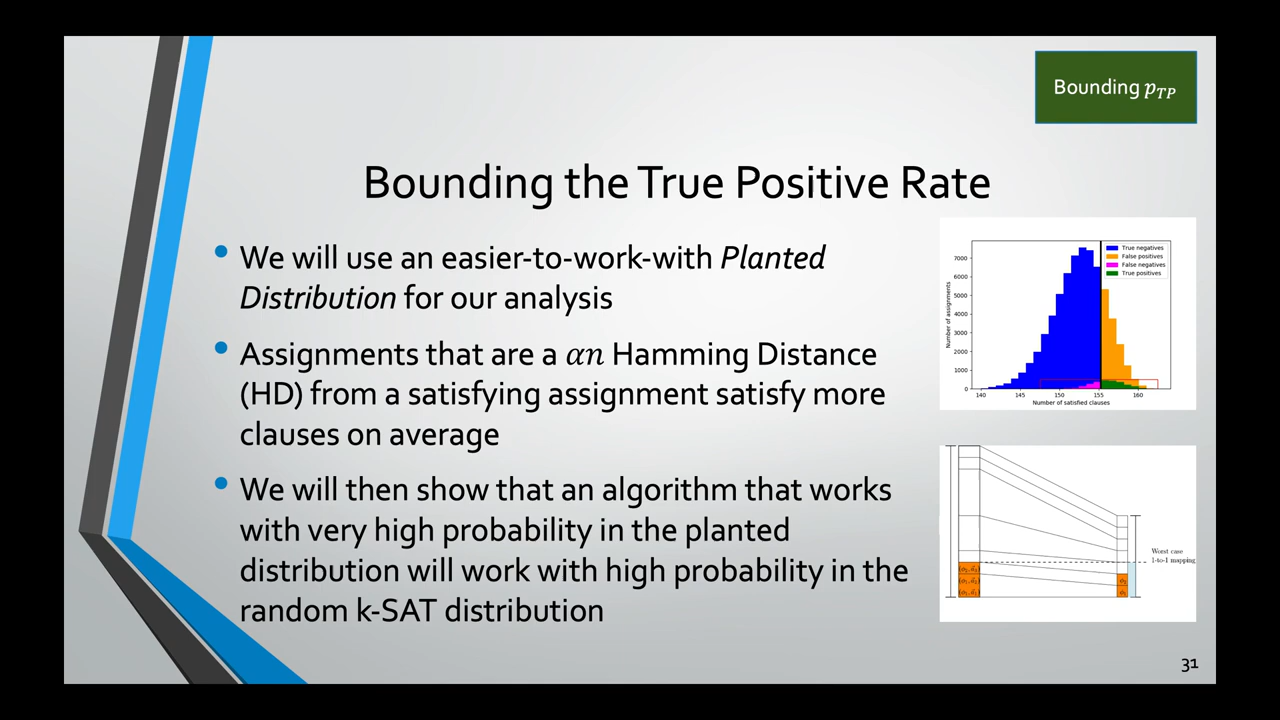 Bounding p_TP
Bounding the True Positive Rate
• We will use an easier-to-work-with Planted
Distribution for our analysis
• Assignments that are a αn Hamming Distance
(HD) from a satisfying assignment satisfy more
clauses on average
• We will then show that an algorithm that works
with very high probability in the planted
distribution will work with high probability in the
random k-SAT distribution
True negatives
False positives
False negatives
True positives
7000
6000
5000
4000
3000
2000
1000
0
Number of assignments
140 145 150 155 160
Number of satisfied clauses
Worst case
1-to-1 mapping
31